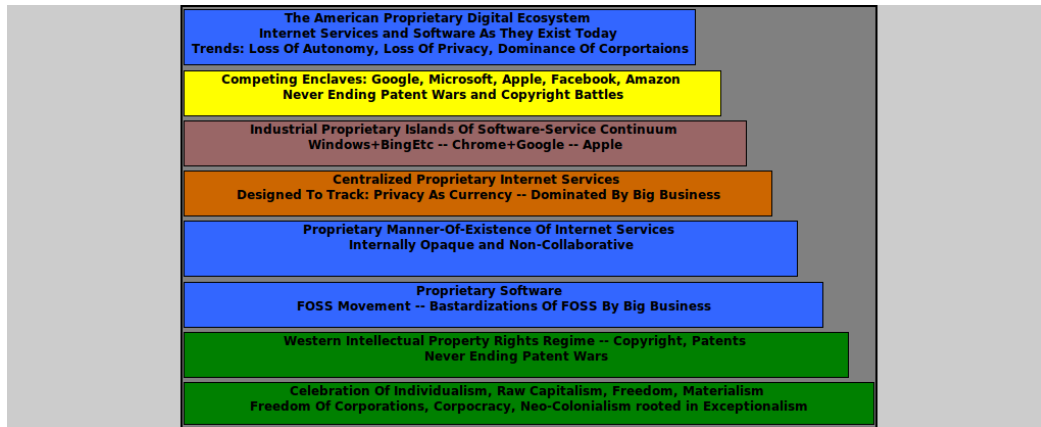 The American Proprietary Digital Ecosystem
Internet Services and Software As They Exist Today
Trends: Loss Of Autonomy, Loss Of Privacy, Dominance Of Corportaions
Competing Enclaves: Google, Microsoft, Apple, Facebook, Amazon
Never Ending Patent Wars and Copyright Battles
Industrial Proprietary Islands Of Software-Service Continuum
Windows+BingEtc -- Chrome+Google -- Apple
Centralized Proprietary Internet Services
Designed To Track: Privacy As Currency -- Dominated By Big Business
Proprietary Manner-Of-Existence Of Internet Services
Internally Opaque and Non-Collaborative
Proprietary Software
FOSS Movement -- Bastardizations Of FOSS By Big Business
Western Intellectual Property Rights Regime -- Copyright, Patents
Never Ending Patent Wars
Celebration Of Individualism, Raw Capitalism, Freedom, Materialism
Freedom Of Corporations, Corpocracy, Neo-Colonialism rooted in Exceptionalism